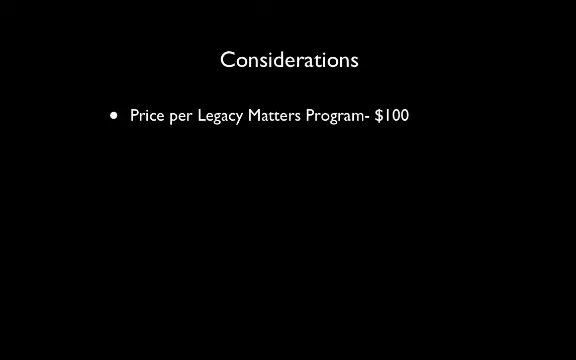 Considerations
• Price per Legacy Matters Program- $100